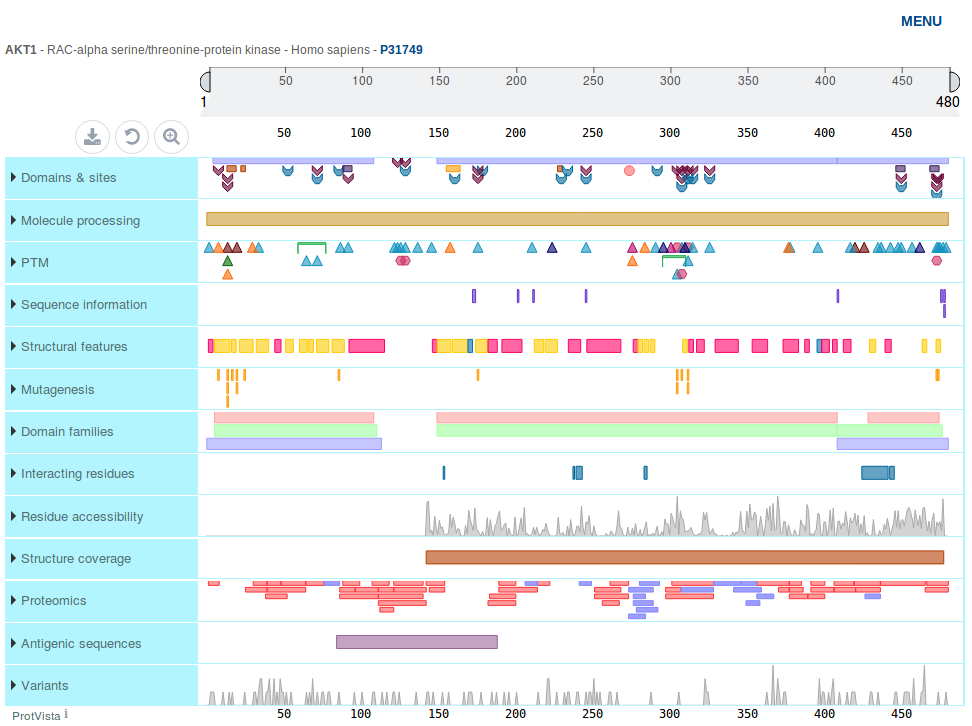 MENU
AKT1 - RAC-alpha serine/threonine-protein kinase - Homo sapiens - P31749
50 100 150 200 250 300 350 400 450
1 480
50 100 150 200 250 300 350 400 450
Domains & sites
Molecule processing
PTM
Sequence information
Structural features
Mutagenesis
Domain families
Interacting residues
Residue accessibility
Structure coverage
Proteomics
Antigenic sequences
Variants
ProtVista i 50 100 150 200 250 300 350 400 450